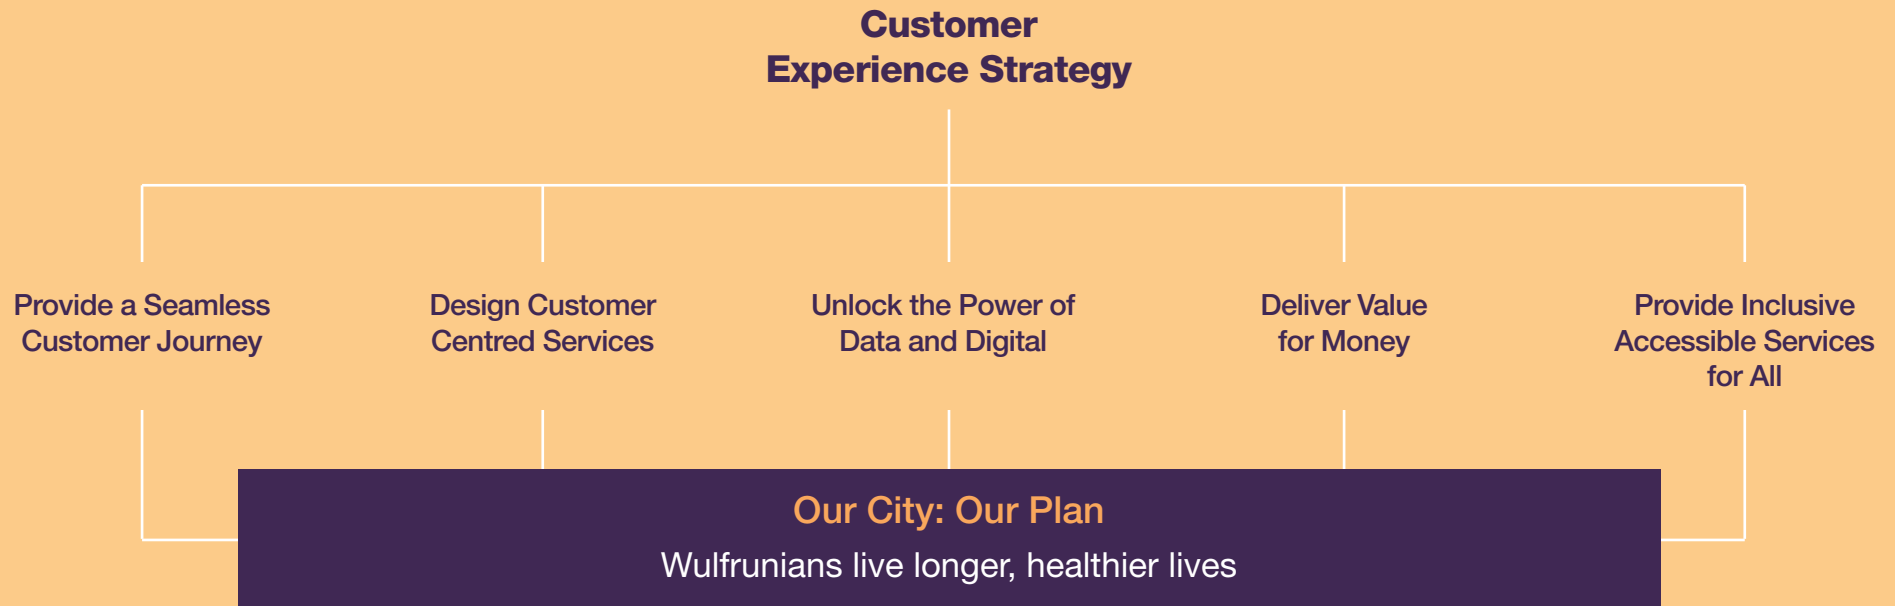 Customer
Experience Strategy
Provide a Seamless
Customer Journey
Design Customer
Centred Services
Unlock the Power of
Data and Digital
Deliver Value
for Money
Provide Inclusive
Accessible Services
for All
Our City: Our Plan
Wulfrunians live longer, healthier lives